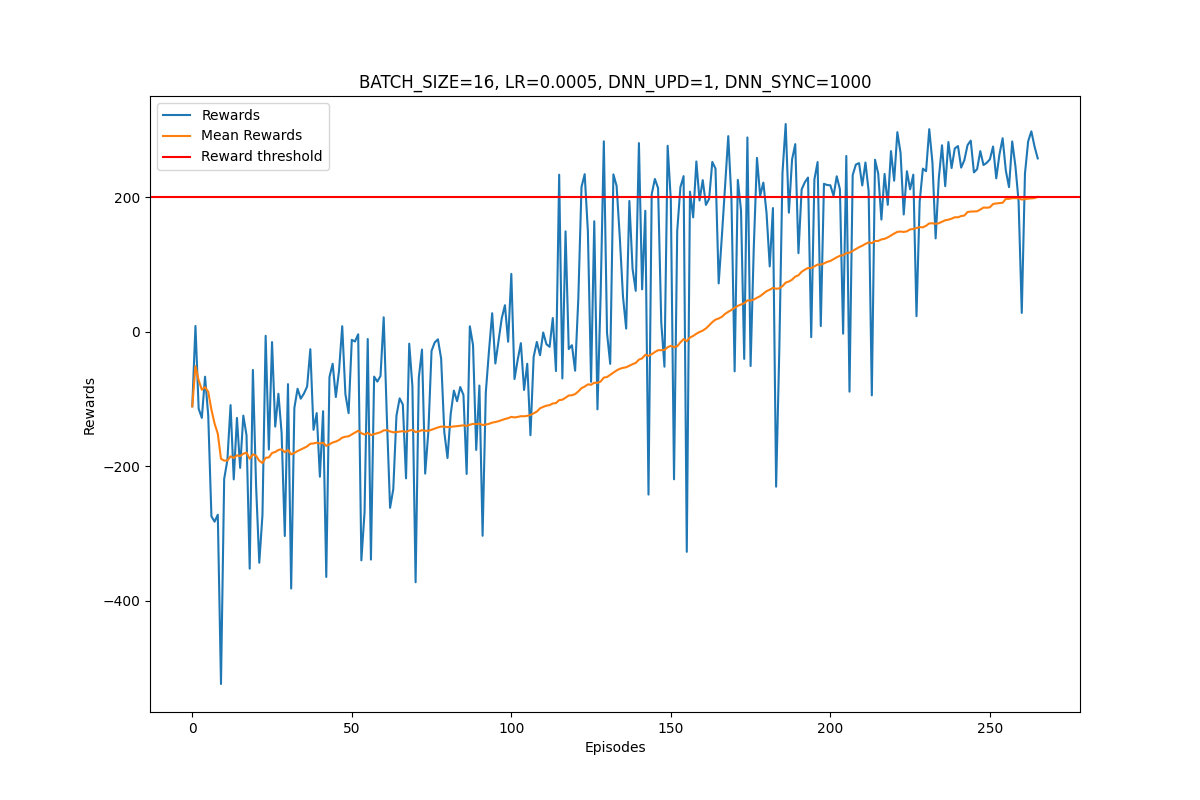 BATCH_SIZE=16, LR=0.0005, DNN_UPD=1, DNN_SYNC=1000
Rewards
Mean Rewards
Reward threshold
200
0
−200
−400
Rewards
0
50
100
150
200
250
Episodes